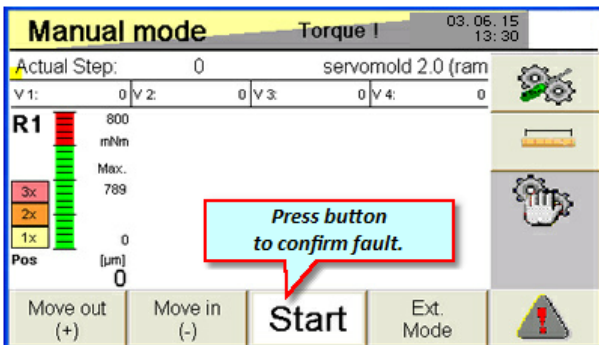 Manual mode
Torque !
03. 06. 15
13: 30
Actual Step: 0 servomold 2.0 (ram
V 1: 0 V 2: 0 V 3: 0 V 4: 0
R1
800
mNm
Max.
789
3x
2x
1x
0
Pos [µm]
0
Press button
to confirm fault.
Move out
(+)
Move in
(-)
Start
Ext.
Mode